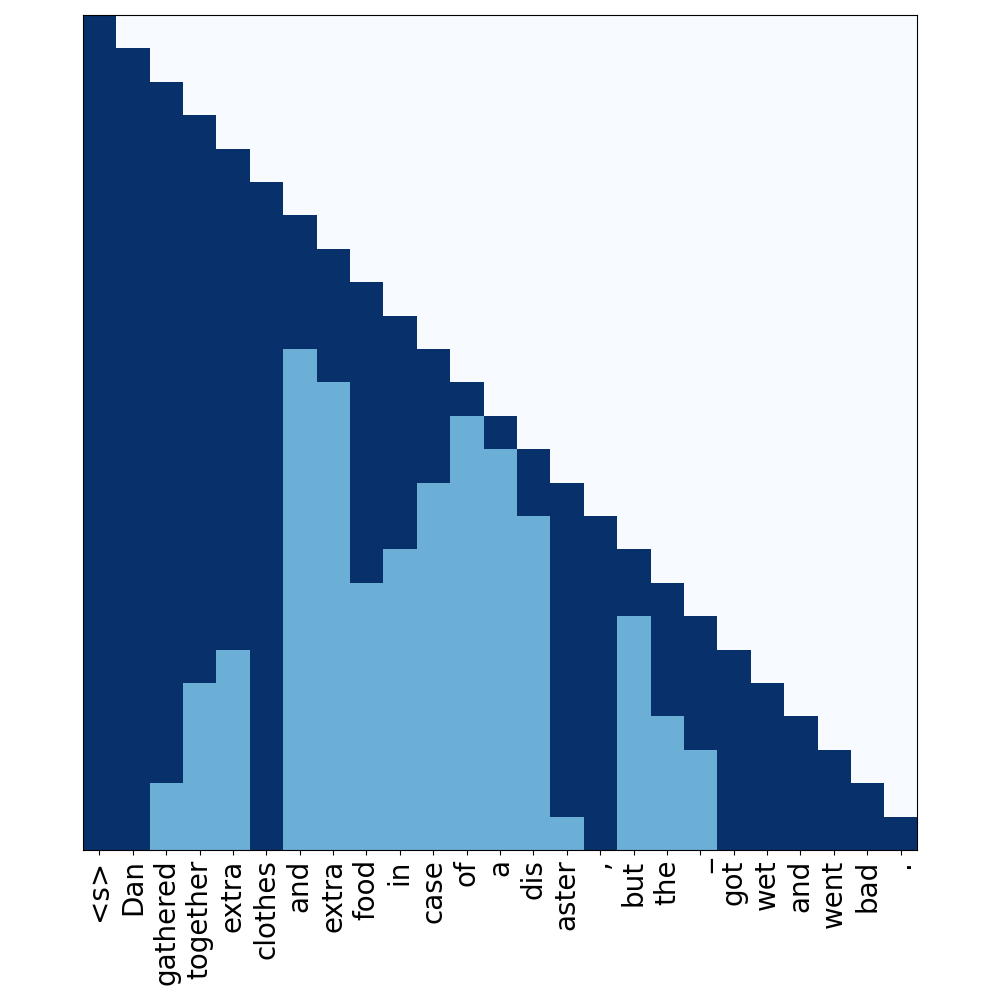 <s> Dan gathered together extra clothes and extra food in case of a dis aster , but the _ got wet and went bad .